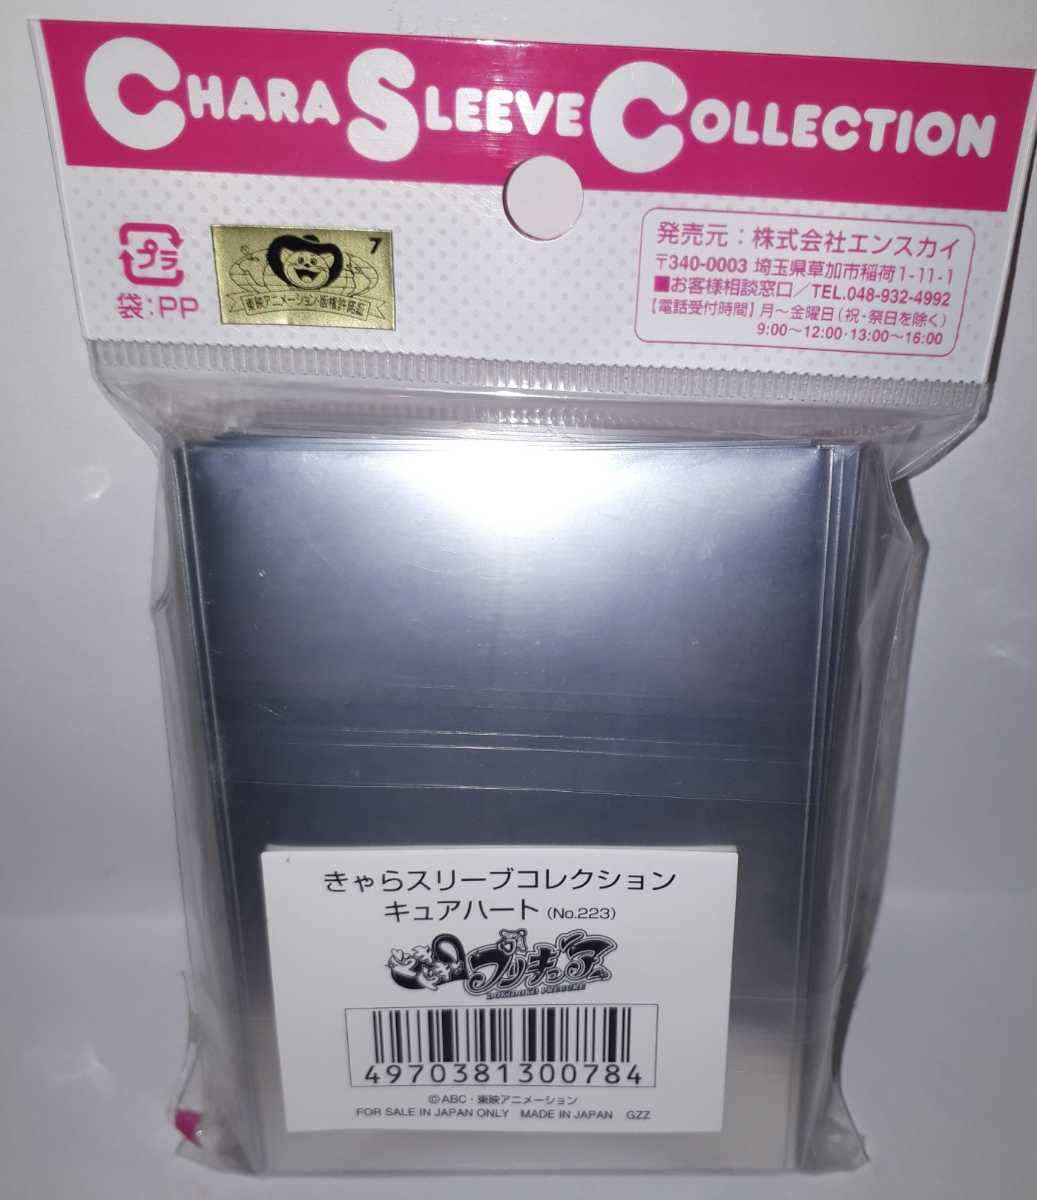 CHARA SLEEVE COLLECTION
プラ
袋:PP
7
東映アニメーション・版権許諾証
発売元:株式会社エンスカイ
〒340-0003 埼玉県草加市稲荷1-11-1
■お客様相談窓口/TEL.048-932-4992
【電話受付時間】月〜金曜日(祝・祭日を除く)
9:00〜12:00・13:00〜16:00
きゃらスリーブコレクション
キュアハート(No.223)
ドキドキ!プリキュア
DOKIDOKI PRECURE
4970381300784
©ABC・東映アニメーション
FOR SALE IN JAPAN ONLY MADE IN JAPAN GZZ